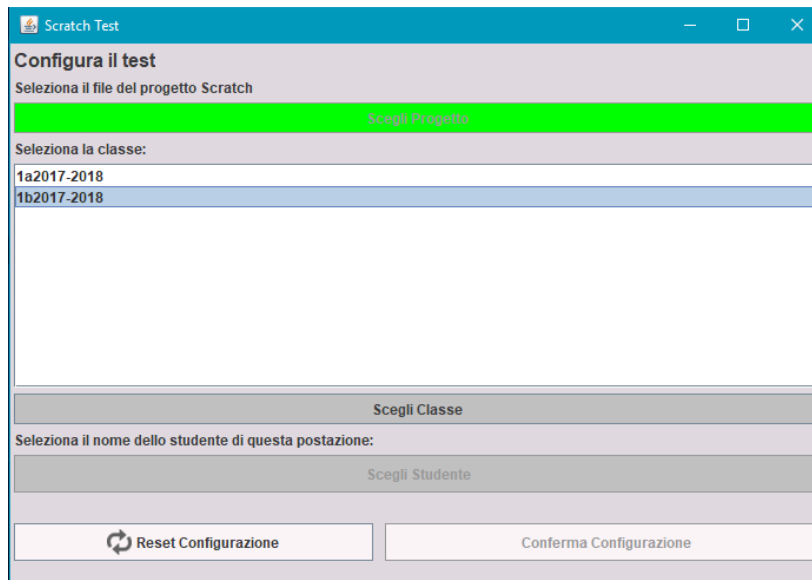 Scratch Test
Configura il test
Seleziona il file del progetto Scratch
Scegli Progetto
Seleziona la classe:
1a2017-2018
1b2017-2018
Scegli Classe
Seleziona il nome dello studente di questa postazione:
Scegli Studente
Reset Configurazione
Conferma Configurazione